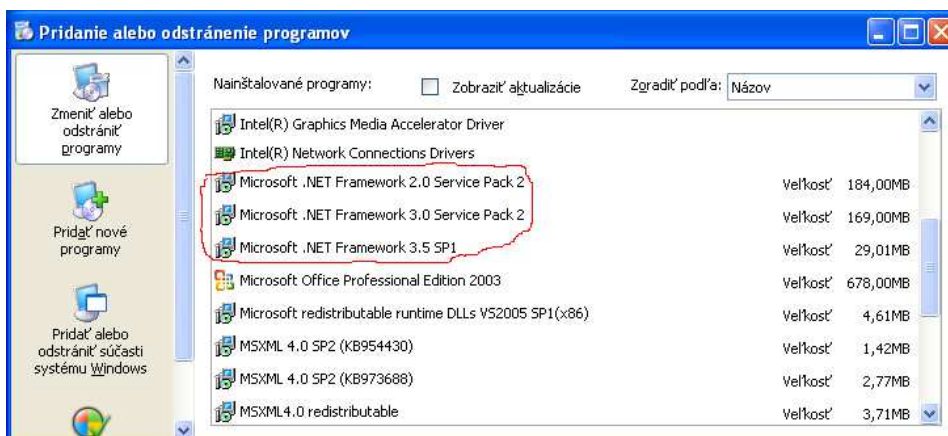 Pridanie alebo odstránenie programov
Zmeniť alebo
odstrániť
programy
Pridať nové
programy
Pridať alebo
odstrániť súčasti
systému Windows
Nainštalované programy:
Zobraziť aktualizácie
Zoradiť podľa: Názov
Intel(R) Graphics Media Accelerator Driver
Intel(R) Network Connections Drivers
Microsoft .NET Framework 2.0 Service Pack 2 Veľkosť 184,00MB
Microsoft .NET Framework 3.0 Service Pack 2 Veľkosť 169,00MB
Microsoft .NET Framework 3.5 SP1 Veľkosť 29,01MB
Microsoft Office Professional Edition 2003 Veľkosť 678,00MB
Microsoft redistributable runtime DLLs VS2005 SP1(x86) Veľkosť 4,61MB
MSXML 4.0 SP2 (KB954430) Veľkosť 1,42MB
MSXML 4.0 SP2 (KB973688) Veľkosť 2,77MB
MSXML4.0 redistributable Veľkosť 3,71MB